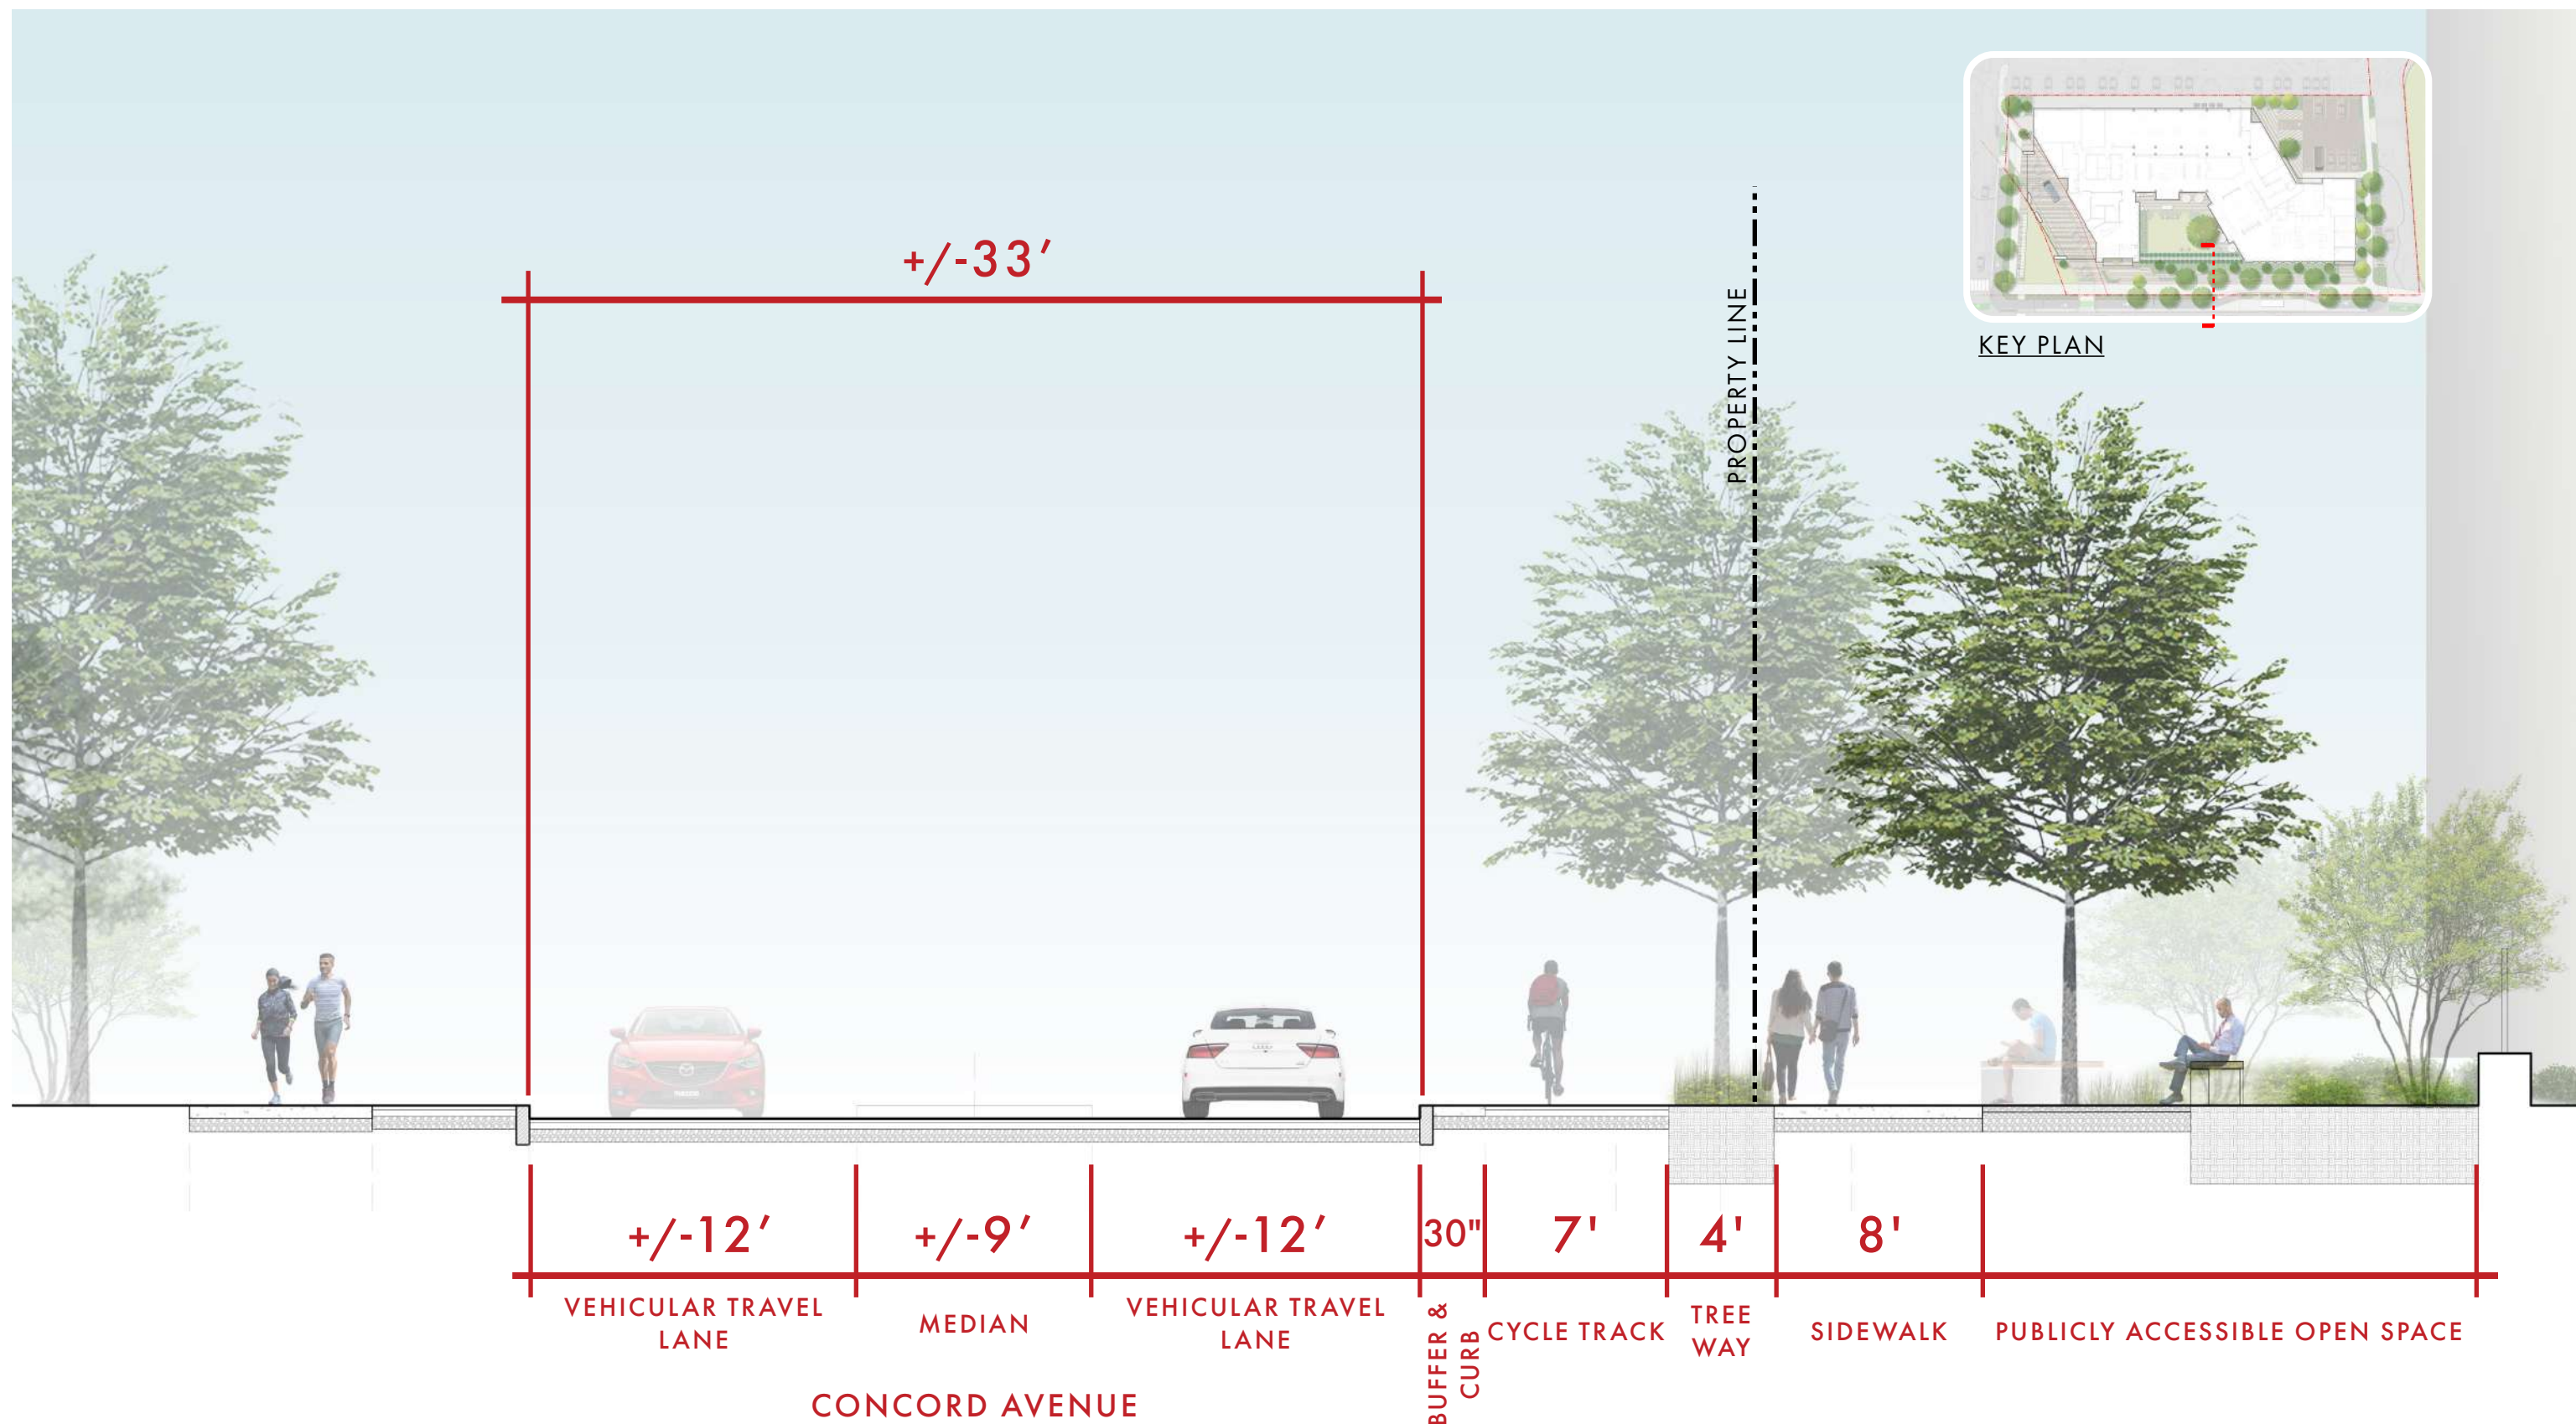 +/-33′
PROPERTY LINE
KEY PLAN
+/-12′
+/-9′
+/-12′
30"
7'
4'
8'
VEHICULAR TRAVEL
LANE
MEDIAN
VEHICULAR TRAVEL
LANE
BUFFER &
CURB
CYCLE TRACK
TREE
WAY
SIDEWALK
PUBLICLY ACCESSIBLE OPEN SPACE
CONCORD AVENUE